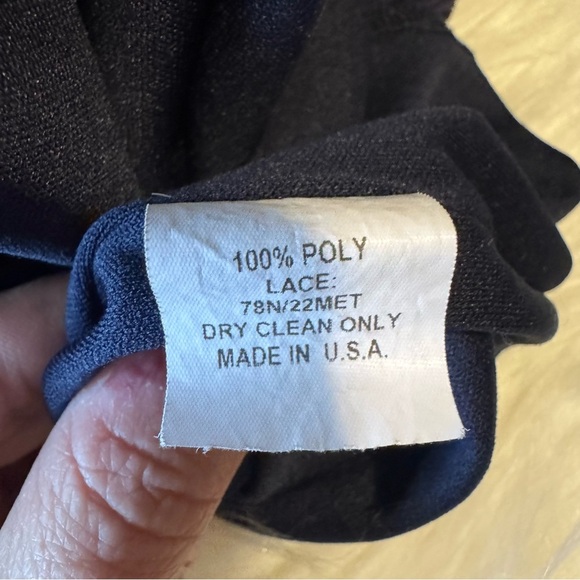 100% POLY
LACE:
78N/22MET
DRY CLEAN ONLY
MADE IN U.S.A.